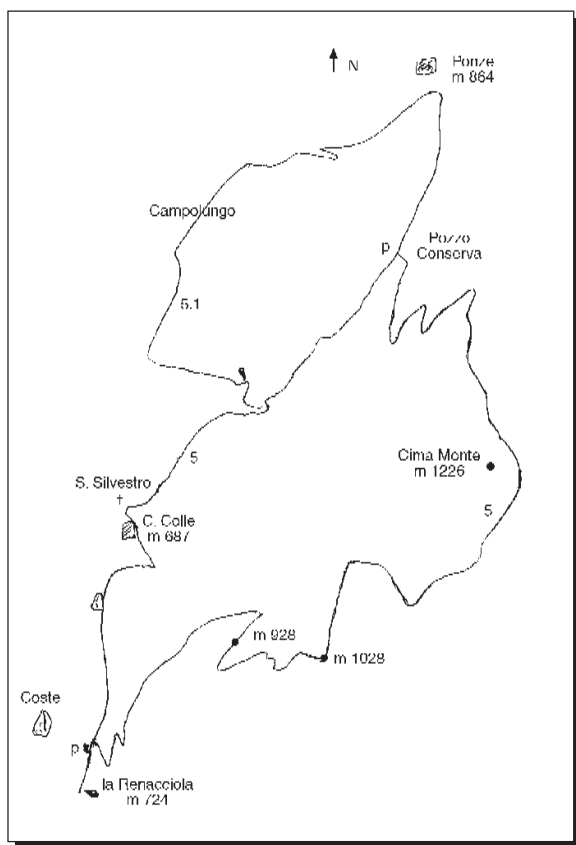 N
Ponze
m 864
Campolungo
p
Pozzo
Conserva
5.1
5
Cima Monte
m 1226
S. Silvestro
5
C. Colle
m 687
m 928
m 1028
Coste
p
la Renacciola
m 724